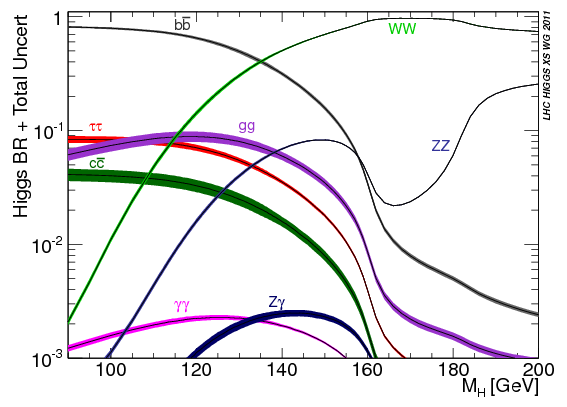 Higgs BR + Total Uncert
LHC HIGGS XS WG 2011
1
10⁻¹
10⁻²
10⁻³
bb̅
WW
ττ
gg
ZZ
cc̅
γγ
Zγ
100 120 140 160 180 200
M_H [GeV]